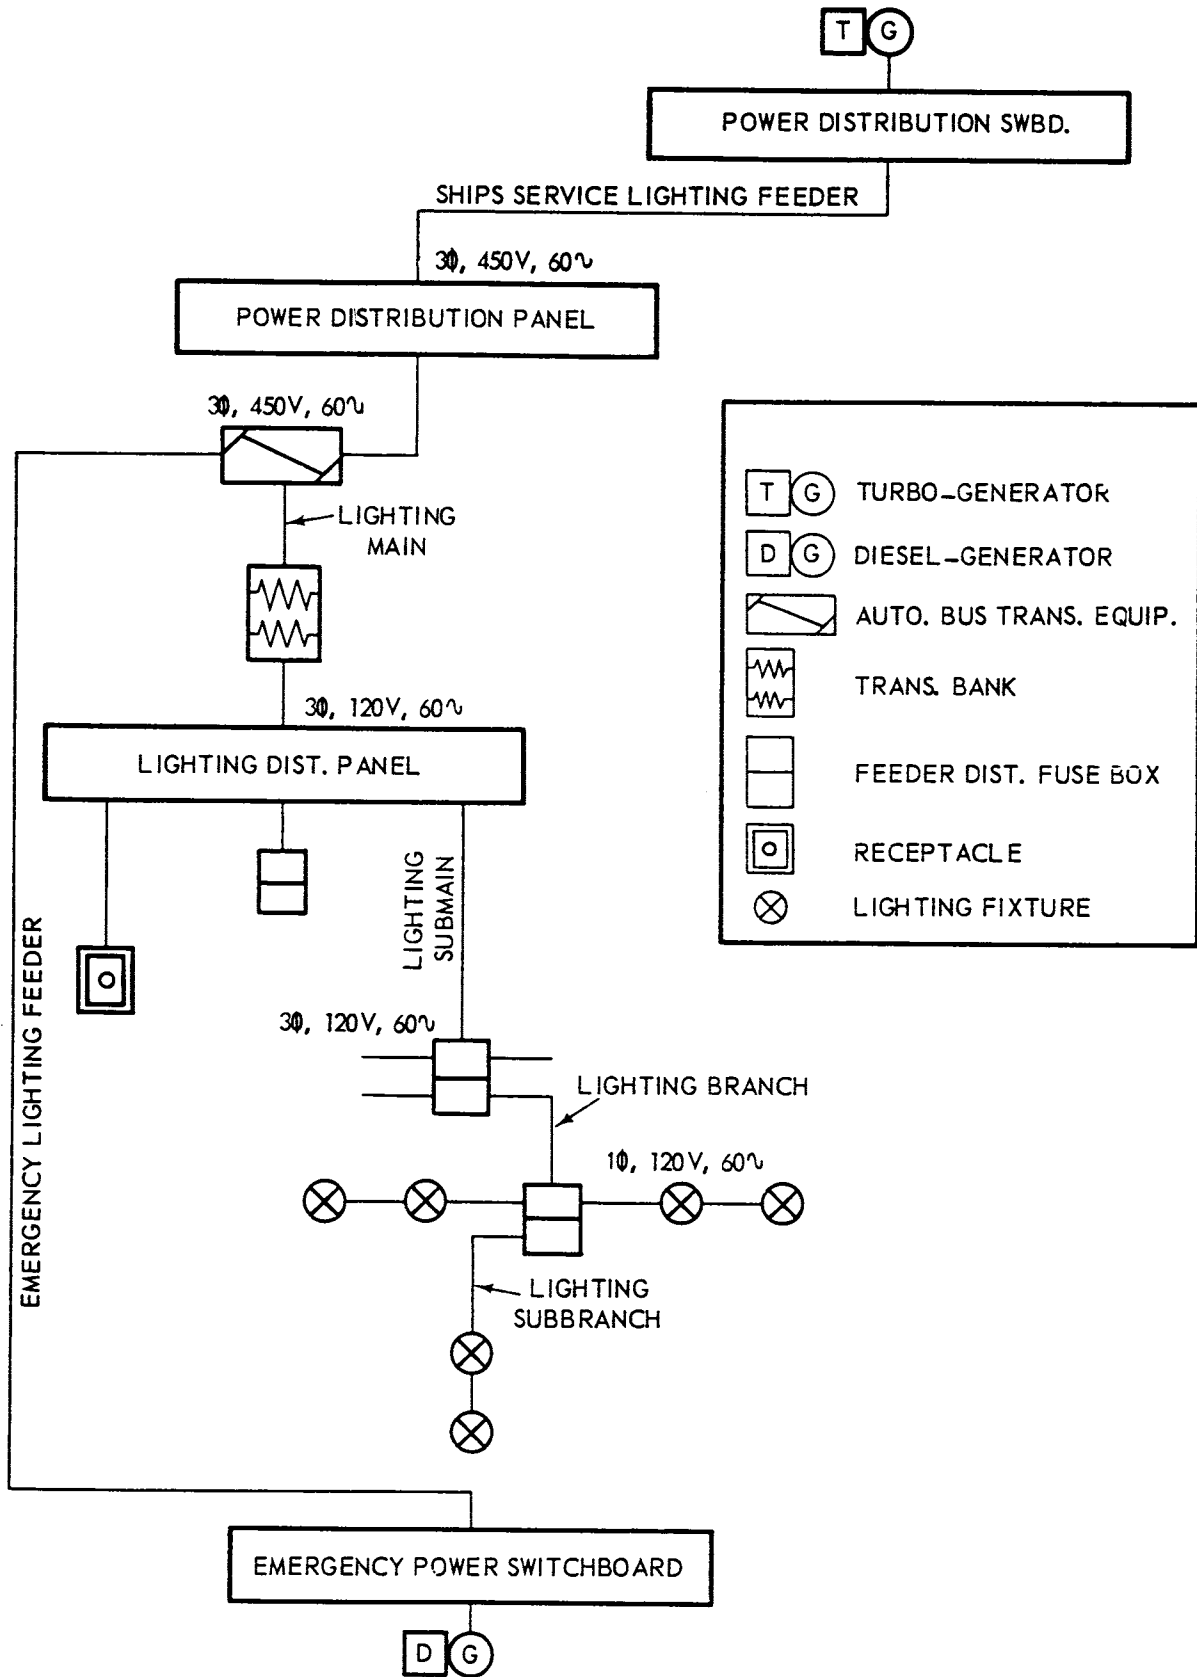 T G
POWER DISTRIBUTION SWBD.
SHIPS SERVICE LIGHTING FEEDER
3Φ, 450V, 60∿
POWER DISTRIBUTION PANEL
3Φ, 450V, 60∿
LIGHTING
MAIN
3Φ, 120V, 60∿
LIGHTING DIST. PANEL
LIGHTING
SUBMAIN
EMERGENCY LIGHTING FEEDER
3Φ, 120V, 60∿
LIGHTING BRANCH
1Φ, 120V, 60∿
LIGHTING
SUBBRANCH
EMERGENCY POWER SWITCHBOARD
D G
T G TURBO-GENERATOR
D G DIESEL-GENERATOR
AUTO. BUS TRANS. EQUIP.
TRANS. BANK
FEEDER DIST. FUSE BOX
RECEPTACLE
LIGHTING FIXTURE